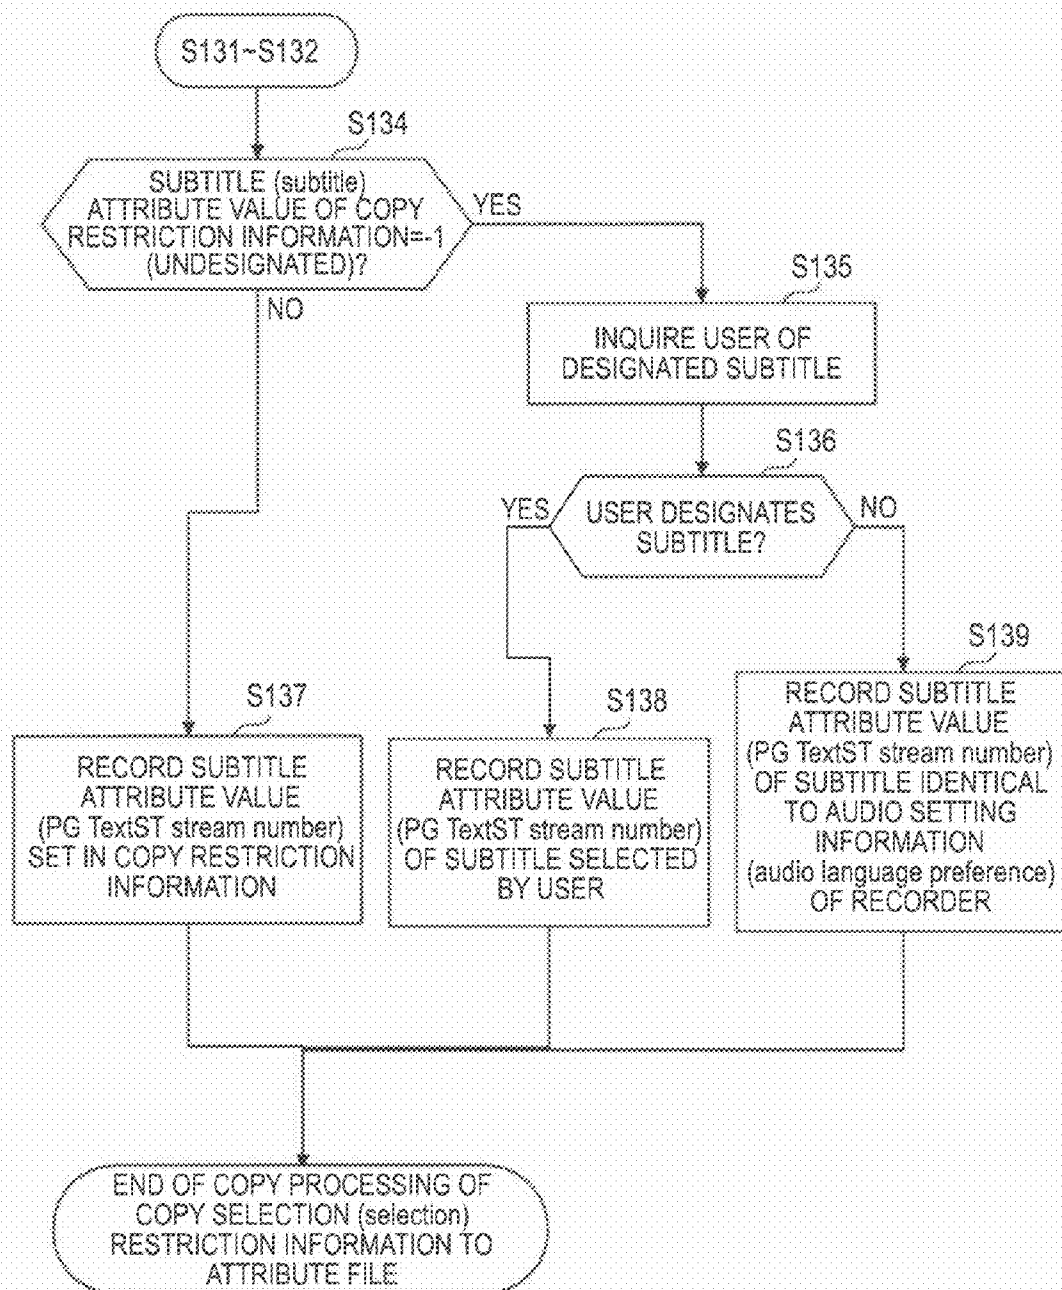 S131~S132
S134
SUBTITLE (subtitle)
ATTRIBUTE VALUE OF COPY
RESTRICTION INFORMATION=-1
(UNDESIGNATED)?
YES
NO
S135
INQUIRE USER OF
DESIGNATED SUBTITLE
S136
YES
USER DESIGNATES
SUBTITLE?
NO
S137
RECORD SUBTITLE
ATTRIBUTE VALUE
(PG TextST stream number)
SET IN COPY RESTRICTION
INFORMATION
S138
RECORD SUBTITLE
ATTRIBUTE VALUE
(PG TextST stream number)
OF SUBTITLE SELECTED
BY USER
S139
RECORD SUBTITLE
ATTRIBUTE VALUE
(PG TextST stream number)
OF SUBTITLE IDENTICAL
TO AUDIO SETTING
INFORMATION
(audio language preference)
OF RECORDER
END OF COPY PROCESSING OF
COPY SELECTION (selection)
RESTRICTION INFORMATION TO
ATTRIBUTE FILE